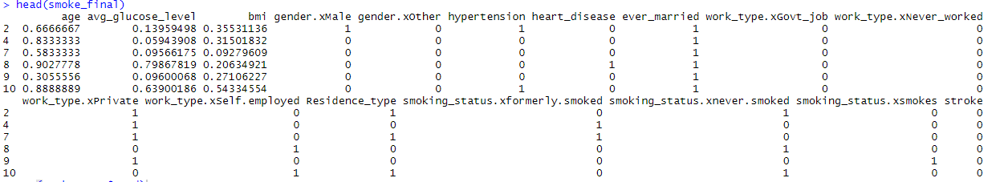 > head(smoke_final)
age avg_glucose_level bmi gender.xMale gender.xOther hypertension heart_disease ever_married work_type.xGovt_job work_type.xNever_worked
2 0.6666667 0.13959498 0.35531136 1 0 1 0 1 0 0
4 0.8333333 0.05943908 0.31501832 0 0 0 0 1 0 0
7 0.5833333 0.09566175 0.09279609 0 0 0 0 1 0 0
8 0.9027778 0.79867819 0.20634921 0 0 0 1 1 0 0
9 0.3055556 0.09600068 0.27106227 0 0 0 0 1 0 0
10 0.8888889 0.63900186 0.54334554 0 0 1 0 1 0 0
work_type.xPrivate work_type.xSelf.employed Residence_type smoking_status.xformerly.smoked smoking_status.xnever.smoked smoking_status.xsmokes stroke
2 1 0 1 0 1 0 0
4 1 0 0 1 0 0 0
7 1 0 1 1 0 0 0
8 0 1 0 0 1 0 0
9 1 0 0 0 0 1 0
10 0 1 1 0 1 0 0